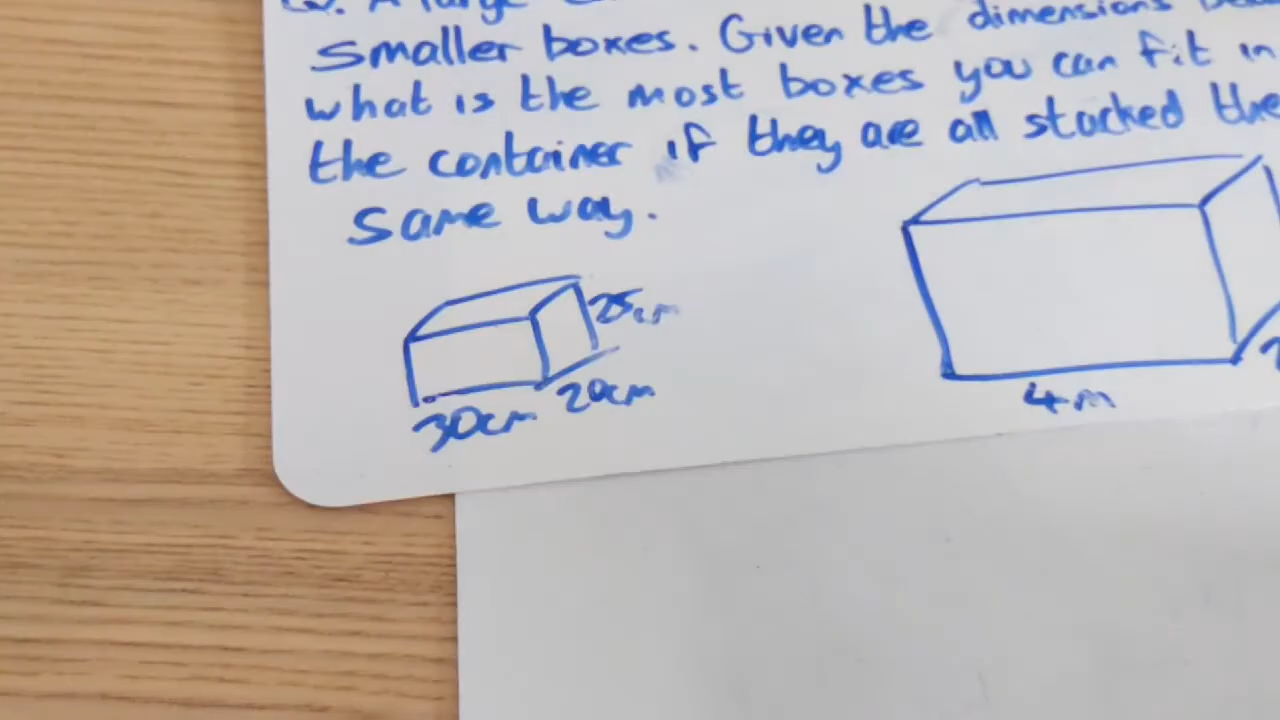 smaller boxes. Given the dimensions
what is the most boxes you can fit in
the container if they are all stacked the
same way.
25cm
20cm
30cm
4m